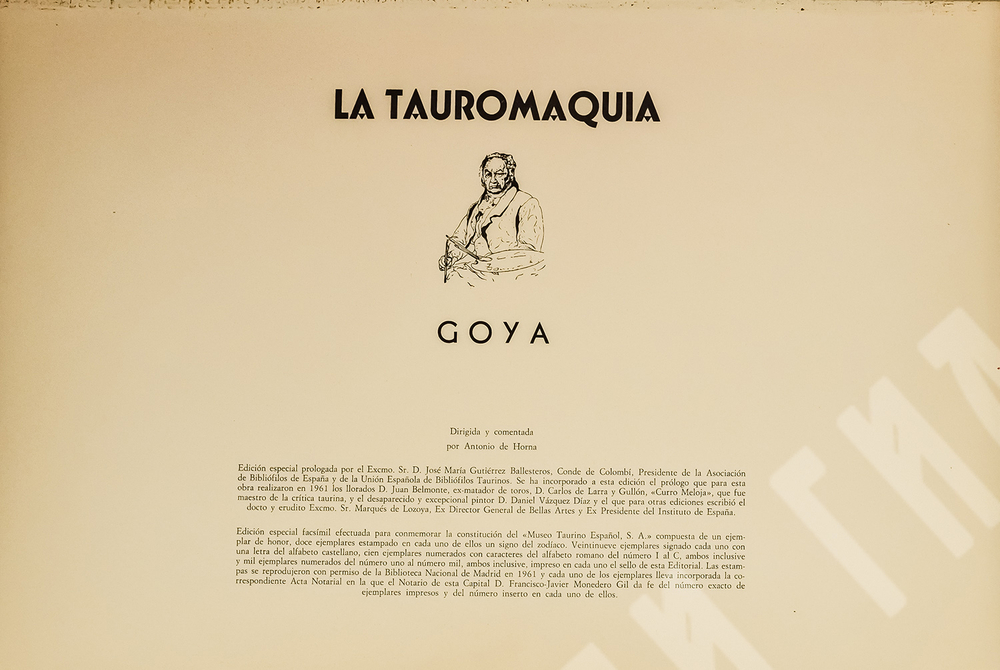 LA TAUROMAQUIA
GOYA
Dirigida y comentada
por Antonio de Horna
Edición especial prologada por el Excmo. Sr. D. José María Gutiérrez Ballesteros, Conde de Colombí, Presidente de la Asociación
de Bibliófilos de España y de la Unión Española de Bibliófilos Taurinos. Se ha incorporado a esta edición el prólogo que para esta
obra realizaron en 1961 los llorados D. Juan Belmonte, ex-matador de toros, D. Carlos de Larra y Gullón, «Curro Meloja», que fue
maestro de la crítica taurina, y el desaparecido y excepcional pintor D. Daniel Vázquez Díaz y el que para otras ediciones escribió el
docto y erudito Excmo. Sr. Marqués de Lozoya, Ex Director General de Bellas Artes y Ex Presidente del Instituto de España.
Edición especial facsímil efectuada para conmemorar la constitución del «Museo Taurino Español, S. A.» compuesta de un ejem-
plar de honor, doce ejemplares estampado en cada uno de ellos un signo del zodíaco. Veintinueve ejemplares signado cada uno con
una letra del alfabeto castellano, cien ejemplares numerados con caracteres del alfabeto romano del número I al C, ambos inclusive
y mil ejemplares numerados del número uno al número mil, ambos inclusive, impreso en cada uno el sello de esta Editorial. Las estam-
pas se reprodujeron con permiso de la Biblioteca Nacional de Madrid en 1961 y cada uno de los ejemplares lleva incorporada la co-
rrespondiente Acta Notarial en la que el Notario de esta Capital D. Francisco-Javier Monedero Gil da fe del número exacto de
ejemplares impresos y del número inserto en cada uno de ellos.